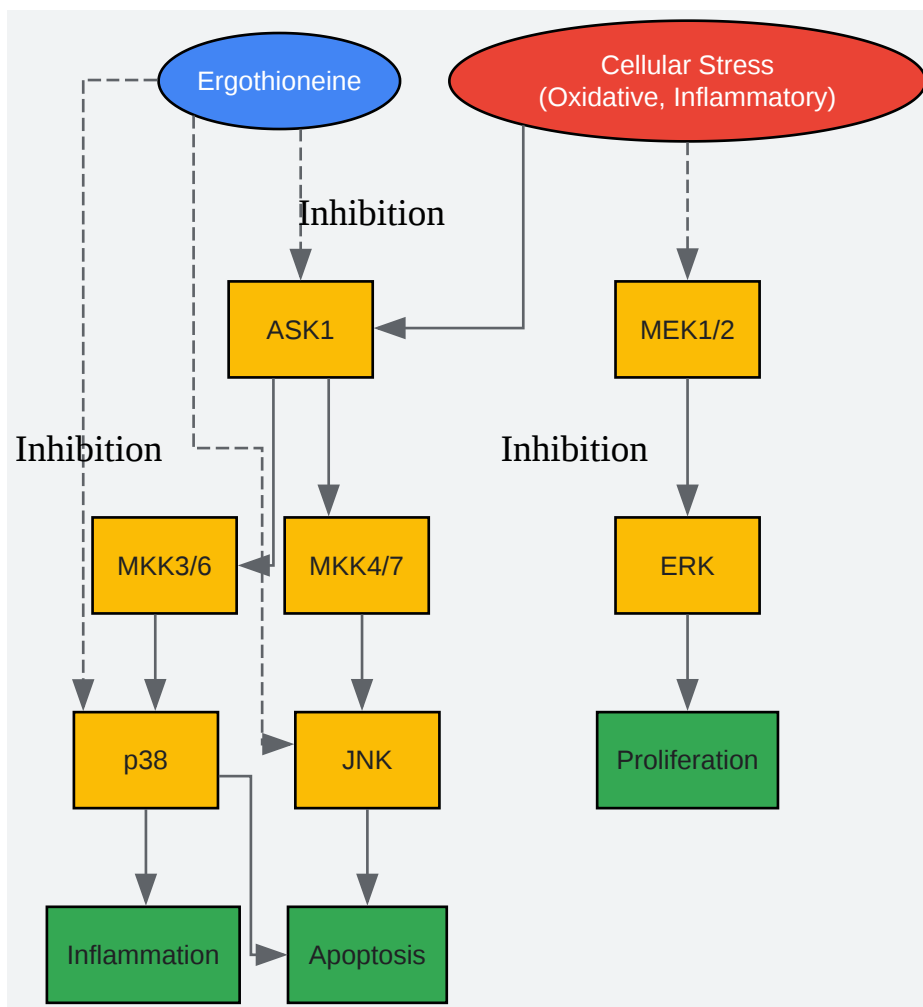 Ergothioneine
Cellular Stress
(Oxidative, Inflammatory)
Inhibition
ASK1
MEK1/2
Inhibition
Inhibition
MKK3/6
MKK4/7
ERK
p38
JNK
Proliferation
Inflammation
Apoptosis